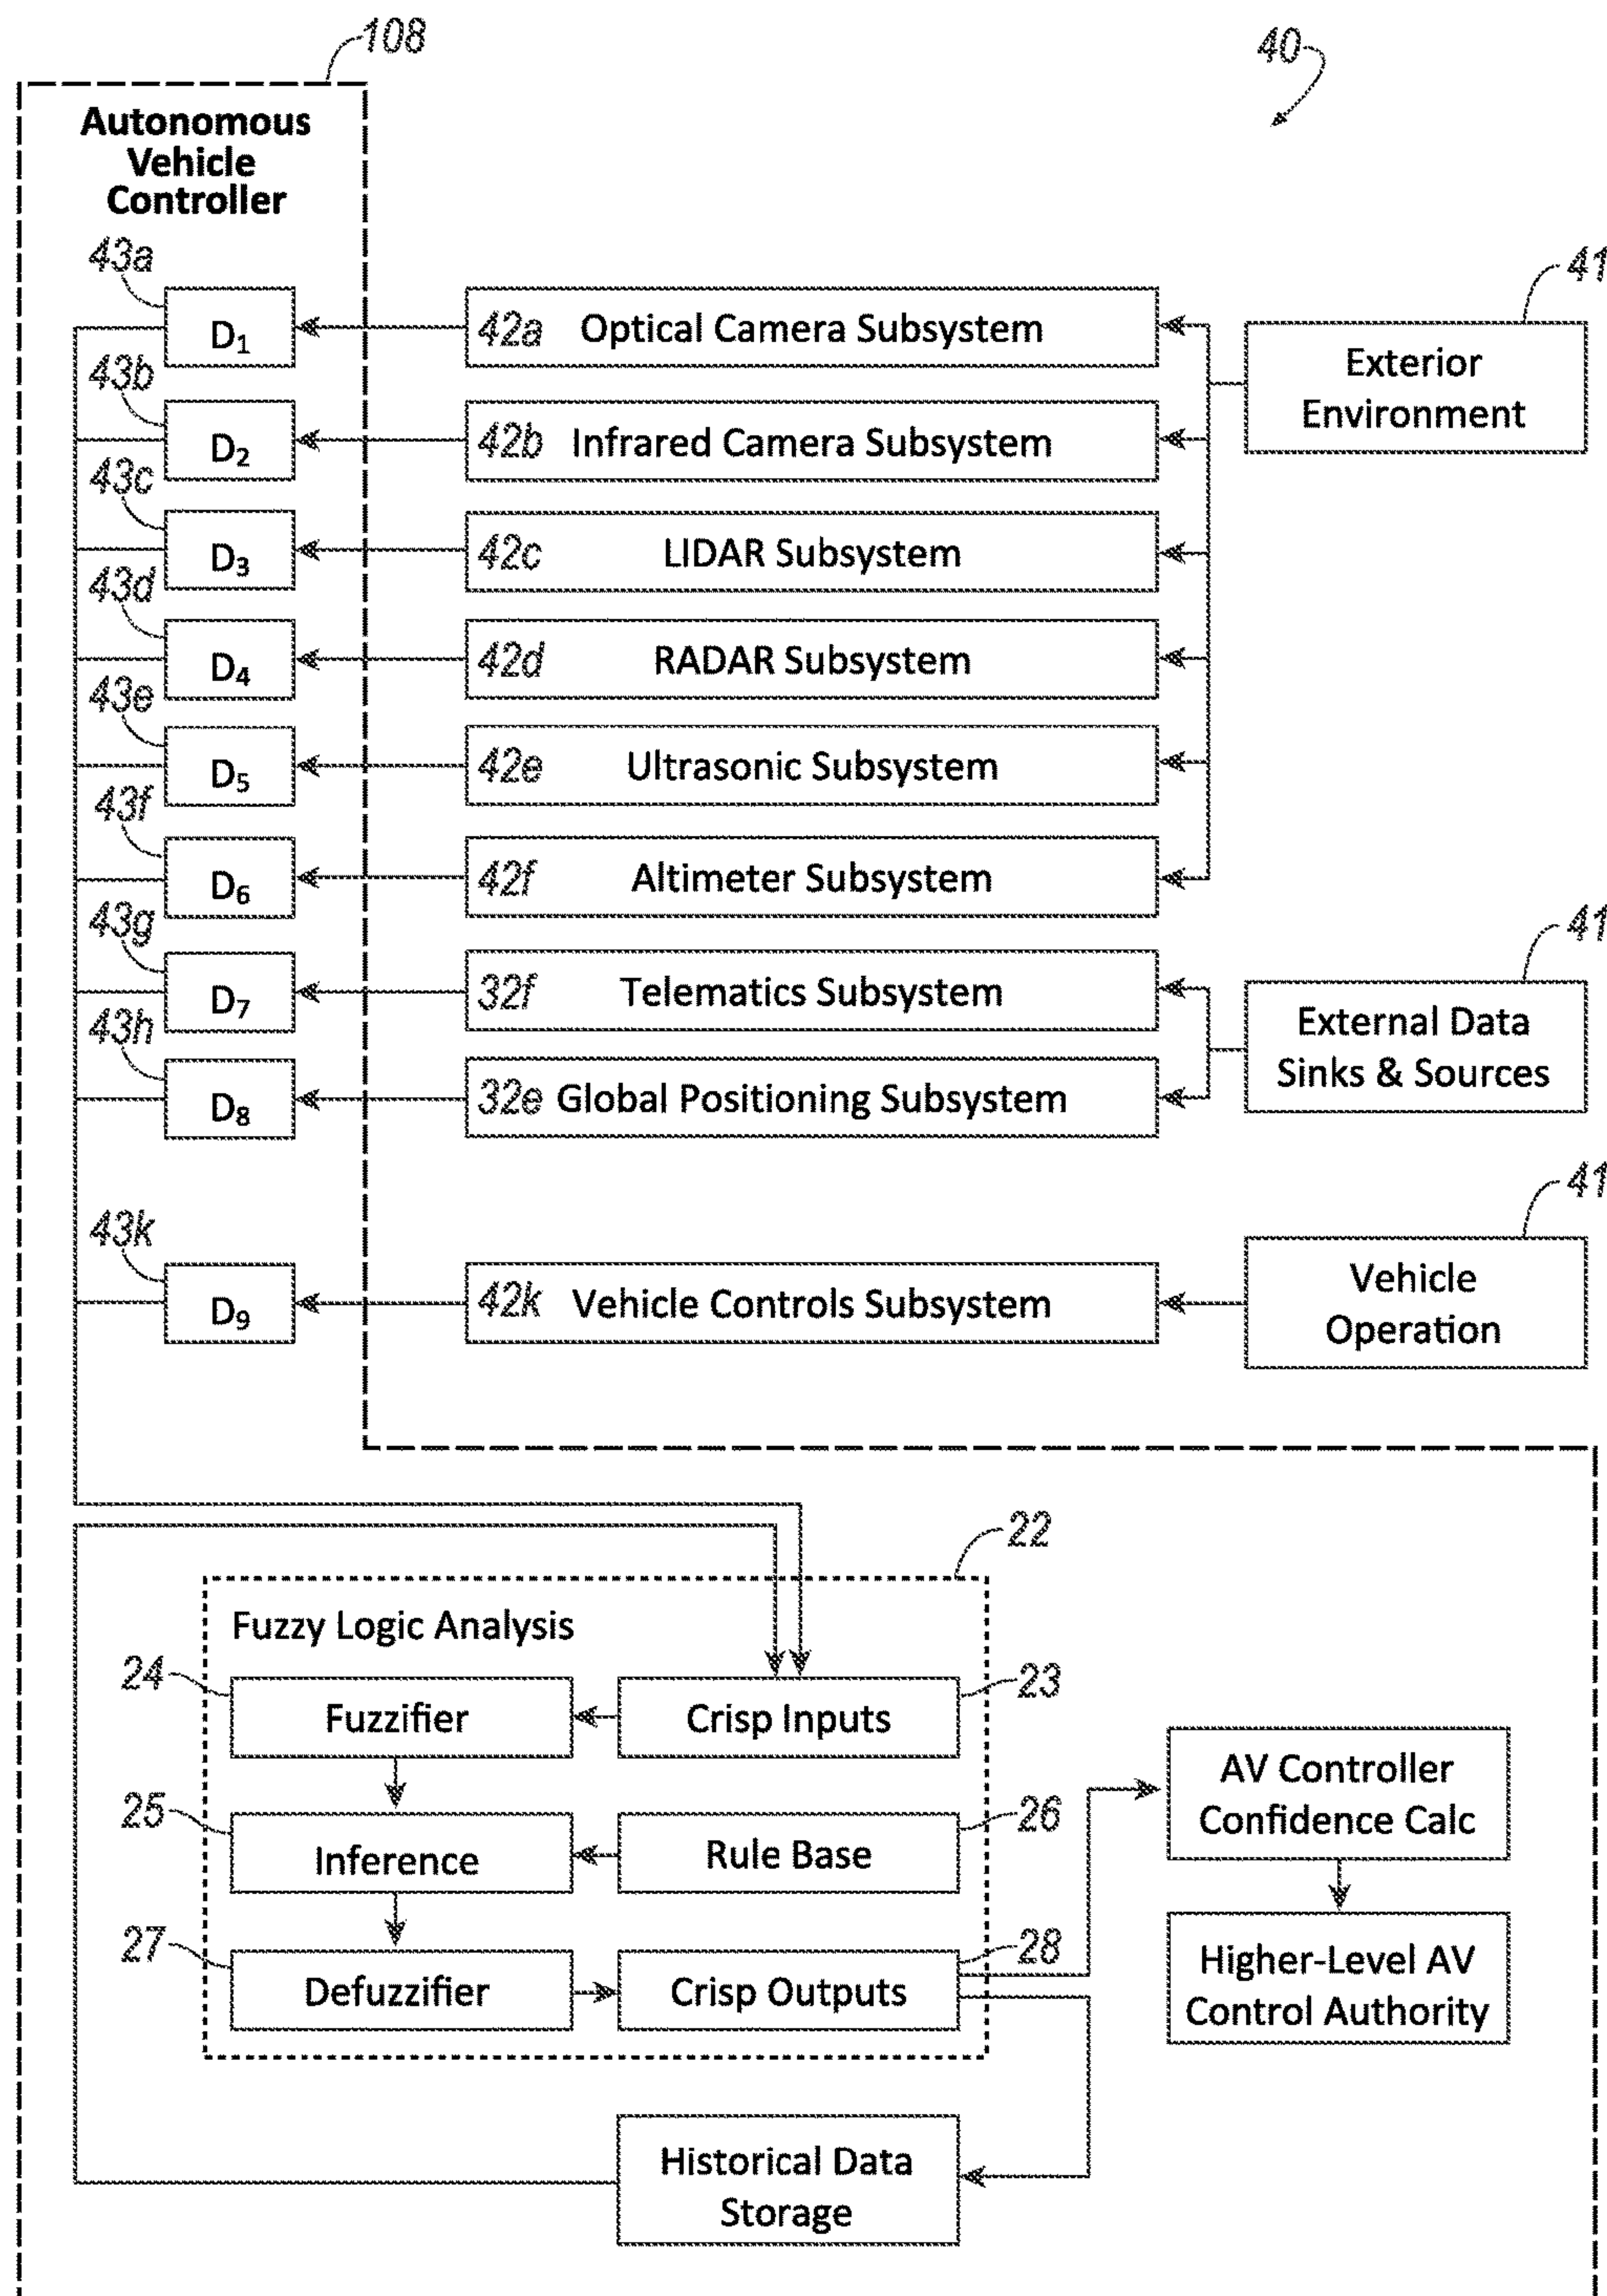 108
40
Autonomous
Vehicle
Controller
43a
D1
42a Optical Camera Subsystem
41
Exterior
Environment
43b
D2
42b Infrared Camera Subsystem
43c
D3
42c LIDAR Subsystem
43d
D4
42d RADAR Subsystem
43e
D5
42e Ultrasonic Subsystem
43f
D6
42f Altimeter Subsystem
43g
D7
32f Telematics Subsystem
41
External Data
Sinks & Sources
43h
D8
32e Global Positioning Subsystem
43k
D9
42k Vehicle Controls Subsystem
41
Vehicle
Operation
22
Fuzzy Logic Analysis
24
Fuzzifier
23
Crisp Inputs
25
Inference
26
Rule Base
27
Defuzzifier
28
Crisp Outputs
AV Controller
Confidence Calc
Higher-Level AV
Control Authority
Historical Data
Storage